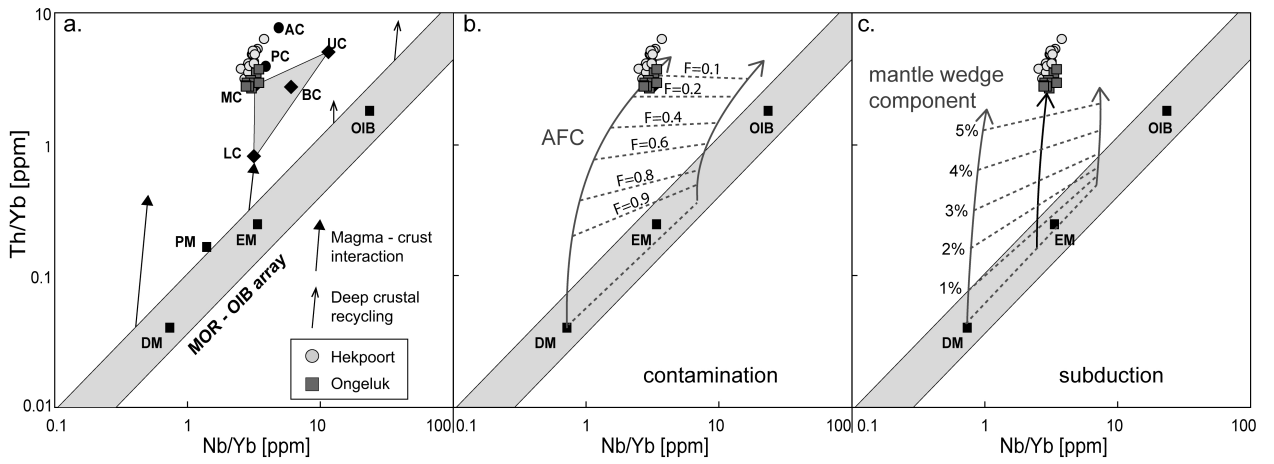 a.
10
1
0.1
0.01
Th/Yb [ppm]
AC
UC
PC
MC
BC
OIB
LC
PM
EM
DM
MOR - OIB array
Magma - crust
interaction
Deep crustal
recycling
Hekpoort
Ongeluk
0.1
1
10
100
Nb/Yb [ppm]
b.
AFC
F=0.1
F=0.2
F=0.4
F=0.6
F=0.8
F=0.9
OIB
EM
DM
contamination
0.1
1
10
Nb/Yb [ppm]
c.
mantle wedge
component
5%
4%
3%
2%
1%
OIB
EM
DM
subduction
0.1
1
10
100
Nb/Yb [ppm]